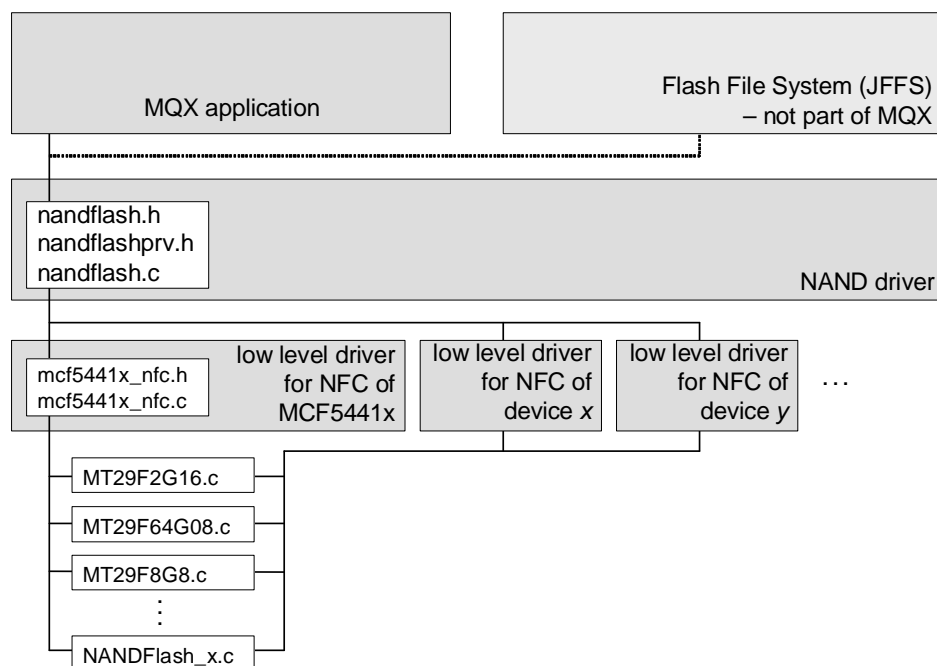 MQX application
Flash File System (JFFS)
– not part of MQX
nandflash.h
nandflashprv.h
nandflash.c
NAND driver
mcf5441x_nfc.h
mcf5441x_nfc.c
low level driver
for NFC of
MCF5441x
low level driver
for NFC of
device x
low level driver
for NFC of
device y
...
MT29F2G16.c
MT29F64G08.c
MT29F8G8.c
NANDFlash_x.c